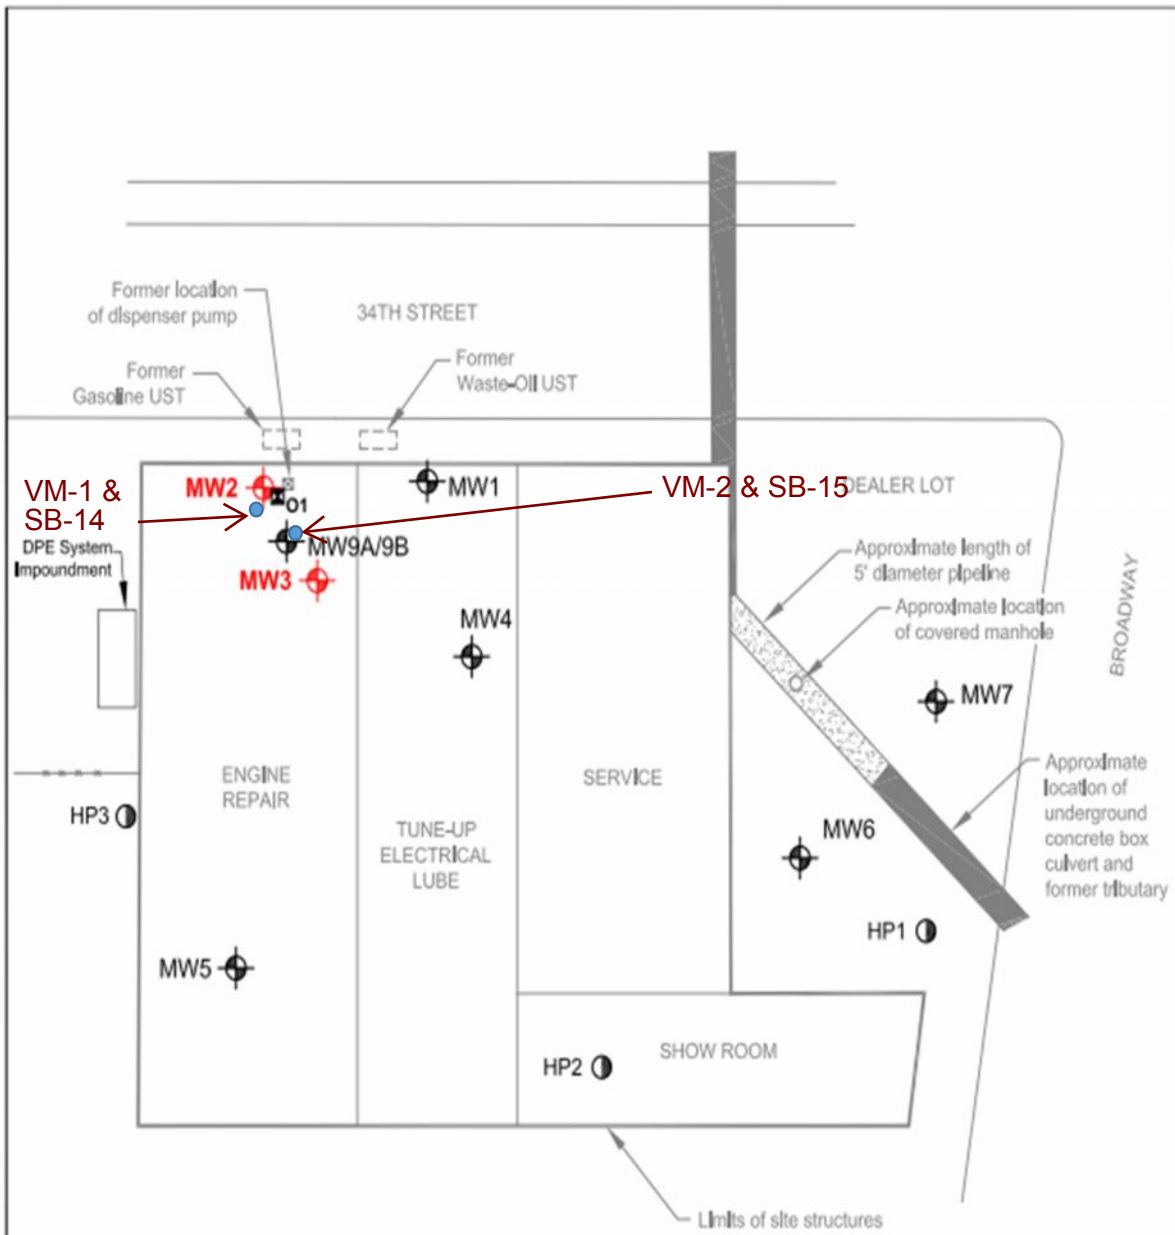 Former location
of dispenser pump
34TH STREET
Former
Gasoline UST
Former
Waste-Oil UST
VM-1 &
SB-14
MW2
O1
MW1
VM-2 & SB-15
DEALER LOT
MW9A/9B
DPE System
Impoundment
MW3
Approximate length of
5' diameter pipeline
Approximate location
of covered manhole
BROADWAY
MW4
MW7
ENGINE
REPAIR
SERVICE
Approximate
location of
underground
concrete box
culvert and
former tributary
HP3
TUNE-UP
ELECTRICAL
LUBE
MW6
HP1
MW5
SHOW ROOM
HP2
Limits of site structures